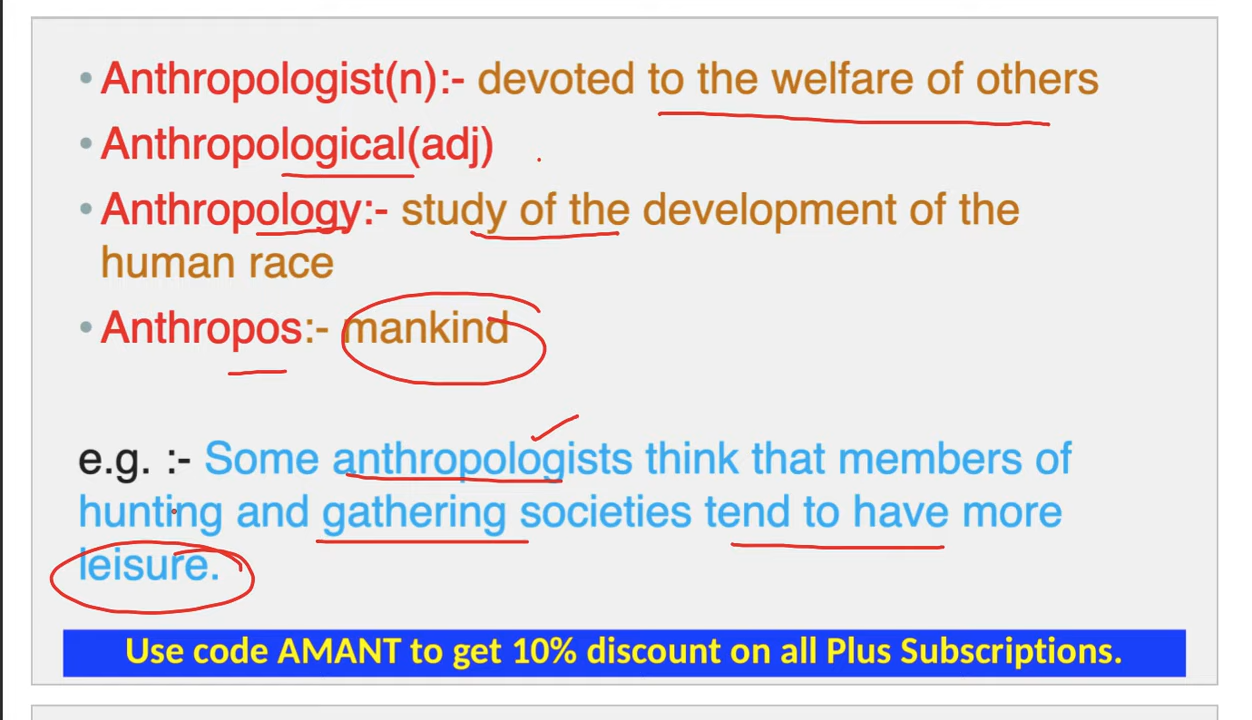 • Anthropologist(n):- devoted to the welfare of others
• Anthropological(adj)
• Anthropology:- study of the development of the
human race
• Anthropos:- mankind
e.g. :- Some anthropologists think that members of
hunting and gathering societies tend to have more
leisure.
Use code AMANT to get 10% discount on all Plus Subscriptions.